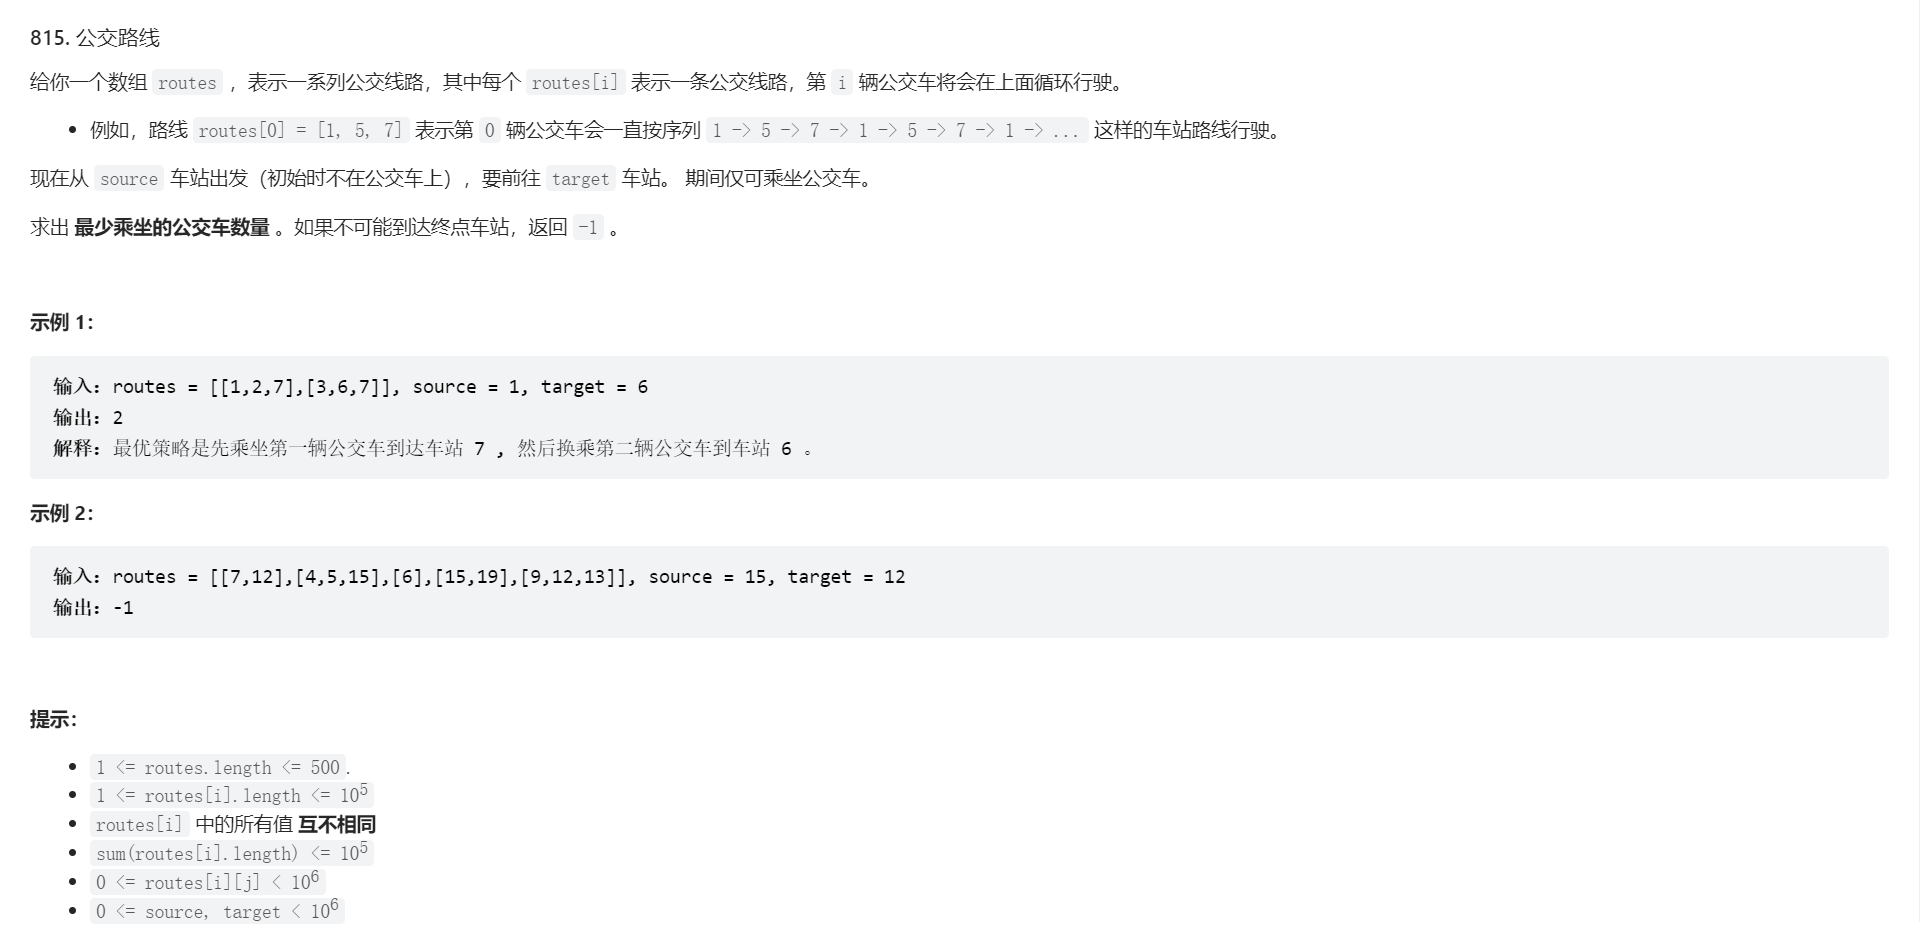 815. 公交路线
给你一个数组 routes ，表示一系列公交线路，其中每个 routes[i] 表示一条公交线路，第 i 辆公交车将会在上面循环行驶。
• 例如，路线 routes[0] = [1, 5, 7] 表示第 0 辆公交车会一直按序列 1 -> 5 -> 7 -> 1 -> 5 -> 7 -> 1 -> ... 这样的车站路线行驶。
现在从 source 车站出发（初始时不在公交车上），要前往 target 车站。 期间仅可乘坐公交车。
求出 最少乘坐的公交车数量 。如果不可能到达终点车站，返回 -1 。
示例 1：
输入：routes = [[1,2,7],[3,6,7]], source = 1, target = 6
输出：2
解释：最优策略是先乘坐第一辆公交车到达车站 7 , 然后换乘第二辆公交车到车站 6 。
示例 2：
输入：routes = [[7,12],[4,5,15],[6],[15,19],[9,12,13]], source = 15, target = 12
输出：-1
提示：
• 1 <= routes.length <= 500.
• 1 <= routes[i].length <= 10⁵
• routes[i] 中的所有值 互不相同
• sum(routes[i].length) <= 10⁵
• 0 <= routes[i][j] < 10⁶
• 0 <= source, target < 10⁶